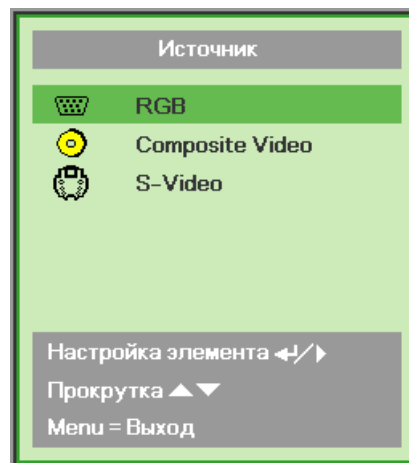 Источник
RGB
Composite Video
S-Video
Настройка элемента ↵/▶
Прокрутка ▲▼
Menu = Выход